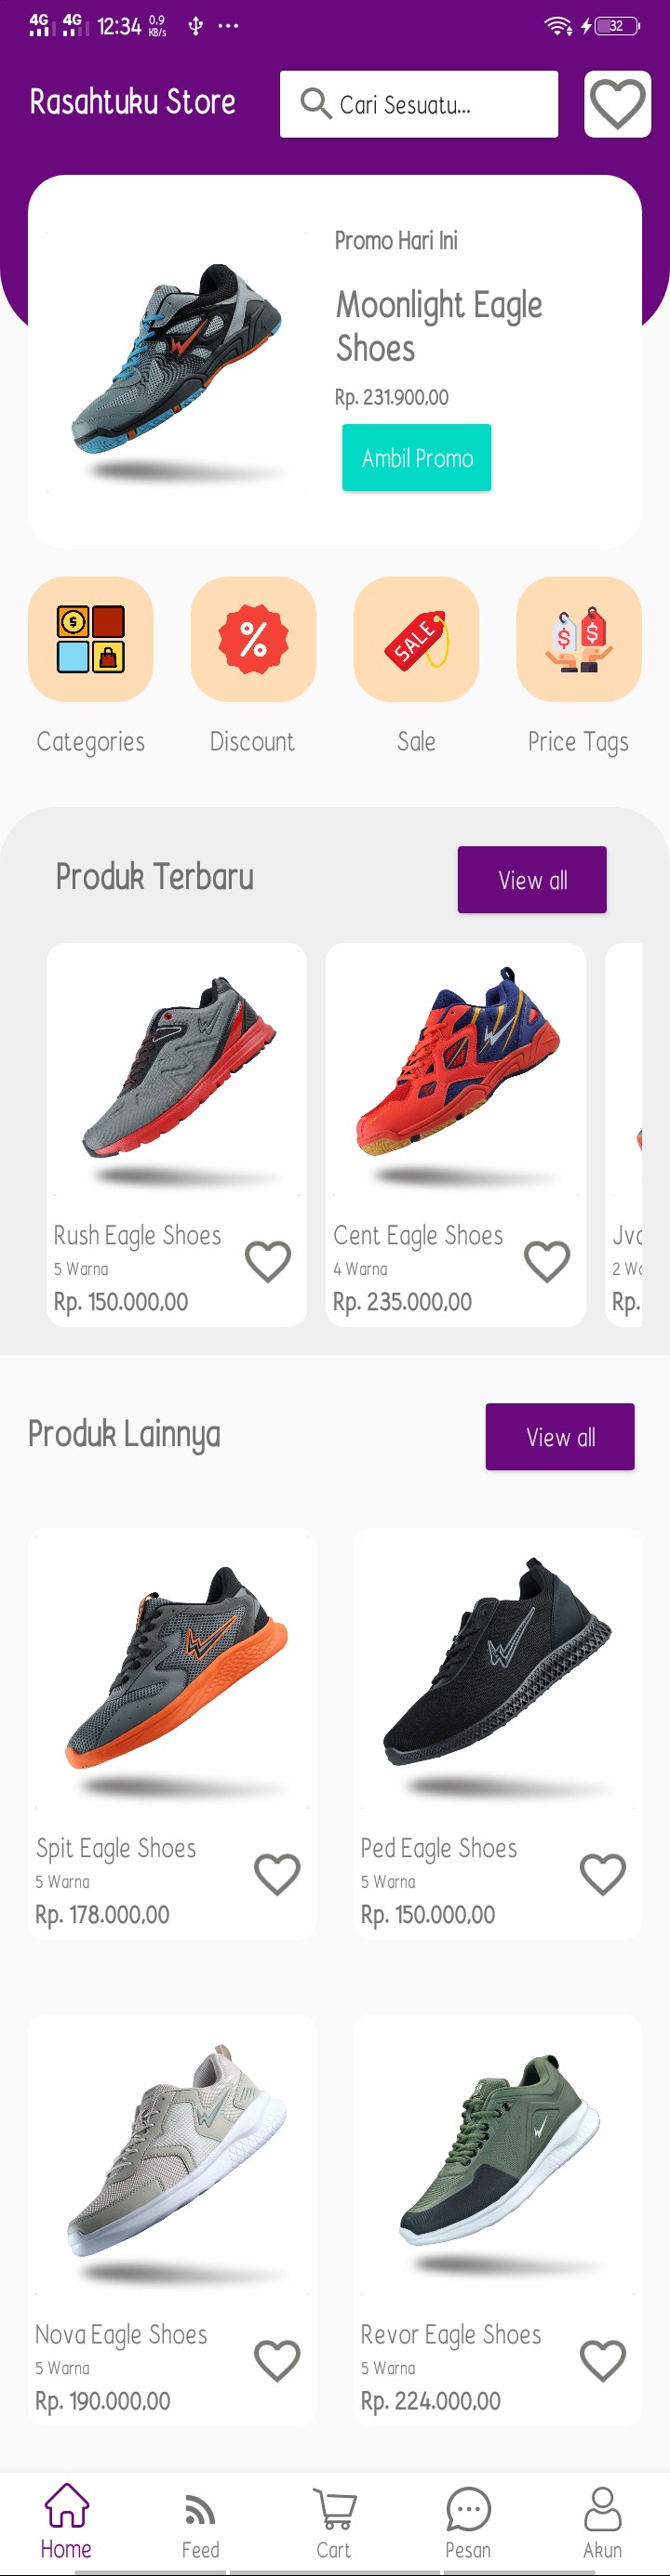 4G 4G 12:34 0,9 KB/s ... 32
Rasahtuku Store
Cari Sesuatu...
Promo Hari Ini
Moonlight Eagle
Shoes
Rp. 231.900,00
Ambil Promo
$ % SALE $ $
Categories Discount Sale Price Tags
Produk Terbaru View all
Rush Eagle Shoes
5 Warna
Rp. 150.000,00
Cent Eagle Shoes
4 Warna
Rp. 235.000,00
2 Wa
Rp.
Produk Lainnya View all
Spit Eagle Shoes
5 Warna
Rp. 178.000,00
Ped Eagle Shoes
5 Warna
Rp. 150.000,00
Nova Eagle Shoes
5 Warna
Rp. 190.000,00
Revor Eagle Shoes
5 Warna
Rp. 224.000,00
Home Feed Cart Pesan Akun